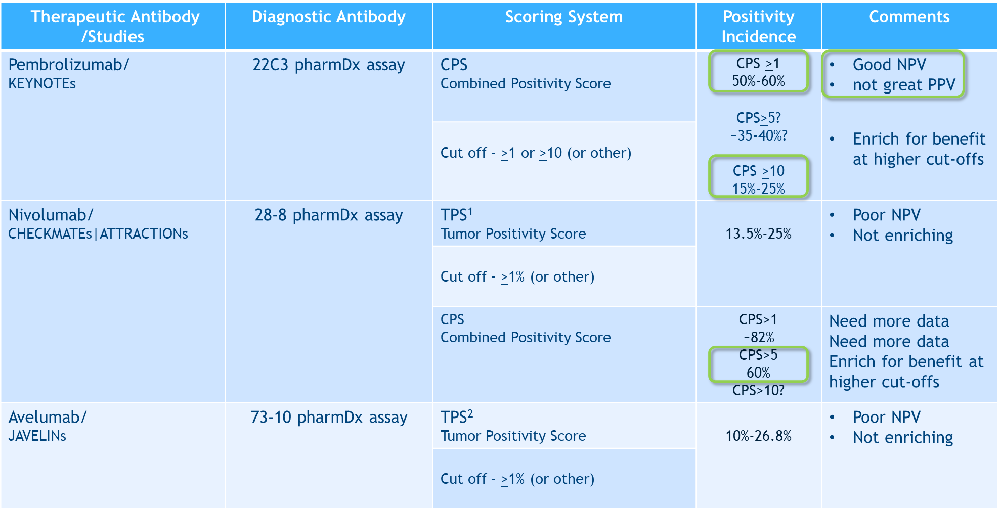 Therapeutic Antibody
/Studies
Diagnostic Antibody
Scoring System
Positivity
Incidence
Comments
Pembrolizumab/
KEYNOTEs
22C3 pharmDx assay
CPS
Combined Positivity Score
Cut off - ≥1 or ≥10 (or other)
CPS ≥1
50%-60%
CPS≥5?
~35-40%?
CPS ≥10
15%-25%
• Good NPV
• not great PPV
• Enrich for benefit
at higher cut-offs
Nivolumab/
CHECKMATEs|ATTRACTIONs
28-8 pharmDx assay
TPS¹
Tumor Positivity Score
Cut off - ≥1% (or other)
13.5%-25%
• Poor NPV
• Not enriching
CPS
Combined Positivity Score
CPS>1
~82%
CPS>5
60%
CPS>10?
Need more data
Need more data
Enrich for benefit at
higher cut-offs
Avelumab/
JAVELINs
73-10 pharmDx assay
TPS²
Tumor Positivity Score
Cut off - ≥1% (or other)
10%-26.8%
• Poor NPV
• Not enriching